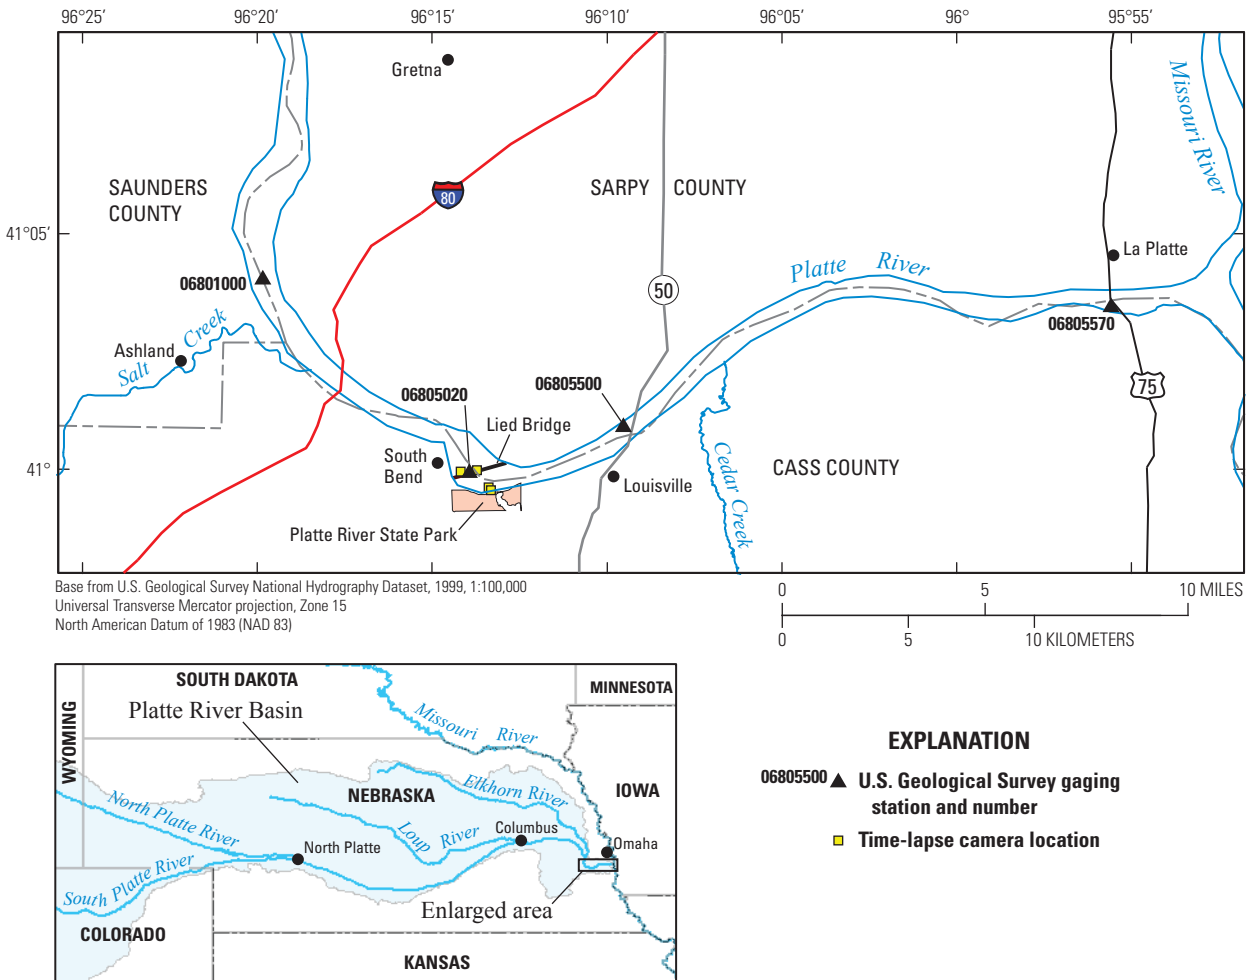 96°25′
96°20′
96°15′
96°10′
96°05′
96°
95°55′
Gretna
Missouri River
80
SAUNDERS
COUNTY
SARPY COUNTY
41°05′
La Platte
Platte River
06801000
50
06805570
Salt Creek
Ashland
06805020
06805500
75
Lied Bridge
South
Bend
41°
Louisville
Cedar Creek
CASS COUNTY
Platte River State Park
Base from U.S. Geological Survey National Hydrography Dataset, 1999, 1:100,000
Universal Transverse Mercator projection, Zone 15
North American Datum of 1983 (NAD 83)
0 5 10 MILES
0 5 10 KILOMETERS
SOUTH DAKOTA
MINNESOTA
Platte River Basin
WYOMING
Missouri River
NEBRASKA
Elkhorn River
IOWA
North Platte River
Loup River
Columbus
Omaha
North Platte
South Platte River
Enlarged area
COLORADO
KANSAS
EXPLANATION
06805500 U.S. Geological Survey gaging
station and number
Time-lapse camera location